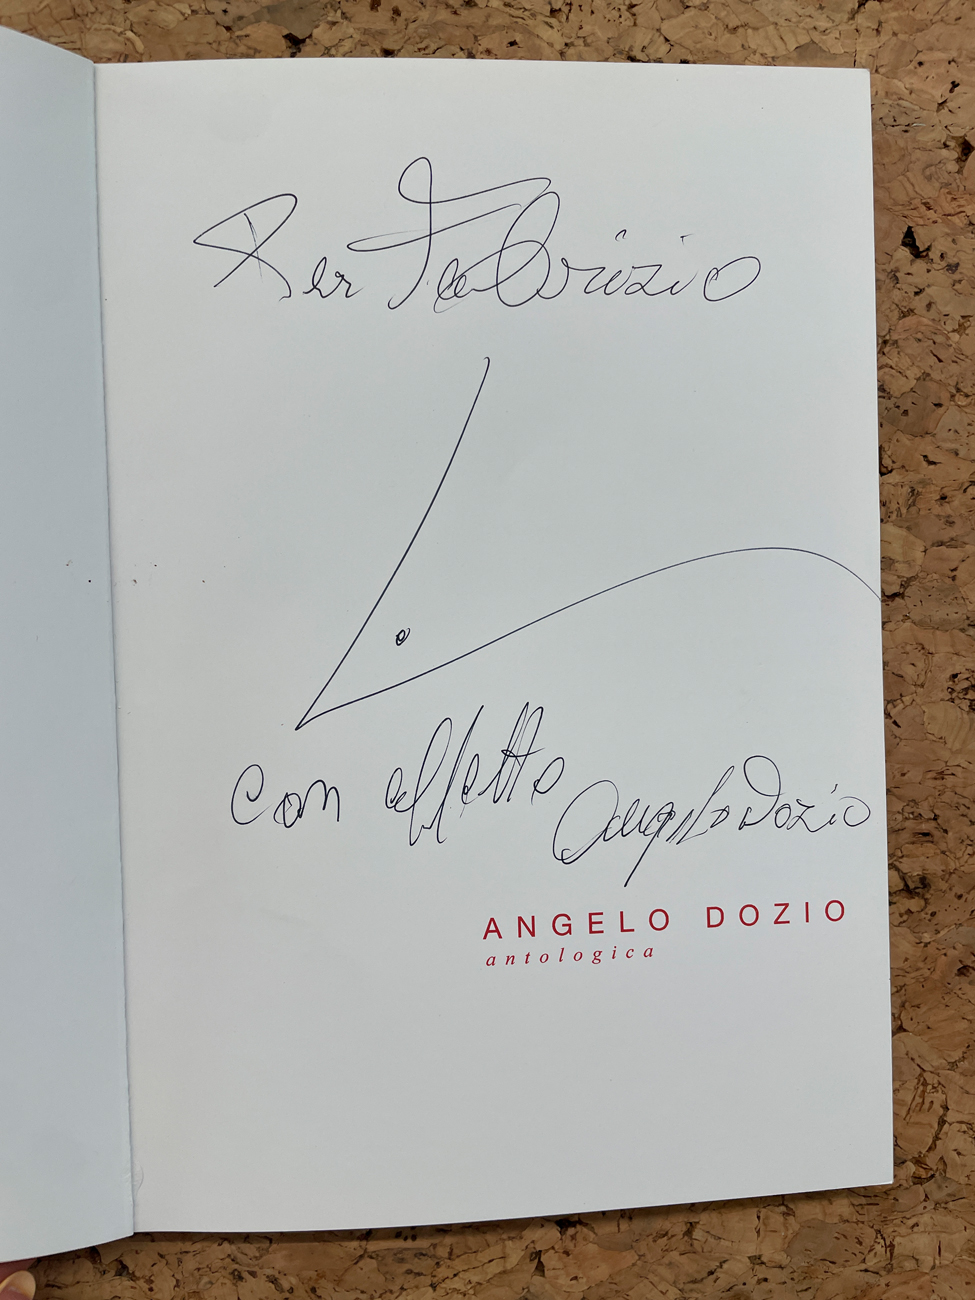 Per Fabrizio
con affetto Angelo Dozio
ANGELO DOZIO
antologica